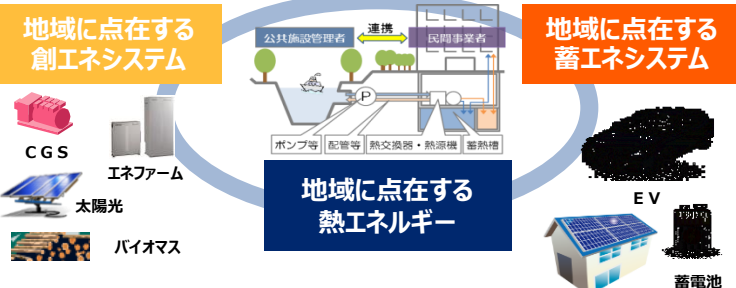 地域に点在する
創エネシステム
CGS
エネファーム
太陽光
バイオマス
公共施設管理者
連携
民間事業者
P
ポンプ等
配管等
熱交換器・熱源機
蓄熱槽
地域に点在する
熱エネルギー
地域に点在する
蓄エネシステム
EV
蓄電池